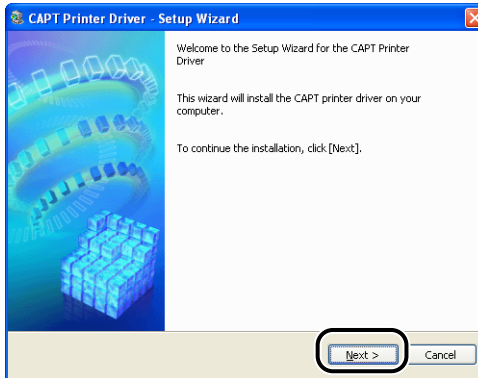 CAPT Printer Driver - Setup Wizard
Welcome to the Setup Wizard for the CAPT Printer
Driver
This wizard will install the CAPT printer driver on your
computer.
To continue the installation, click [Next].
Next >
Cancel